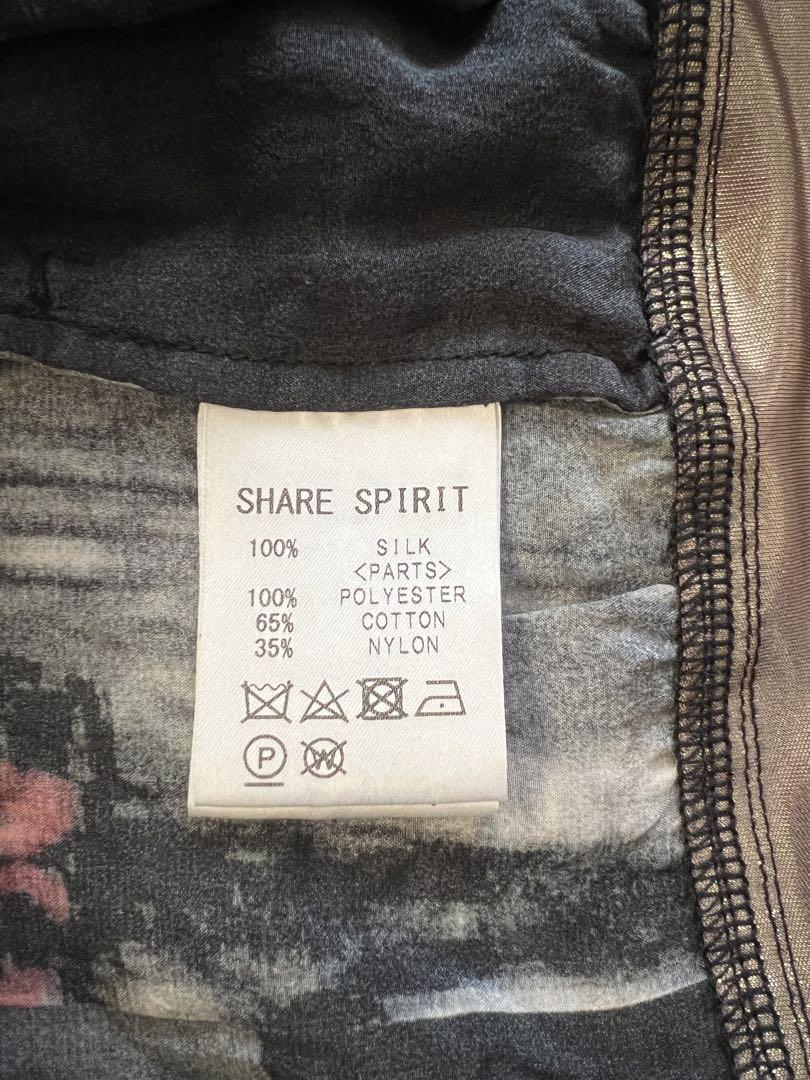 SHARE SPIRIT
100% SILK
<PARTS>
100% POLYESTER
65% COTTON
35% NYLON
P W